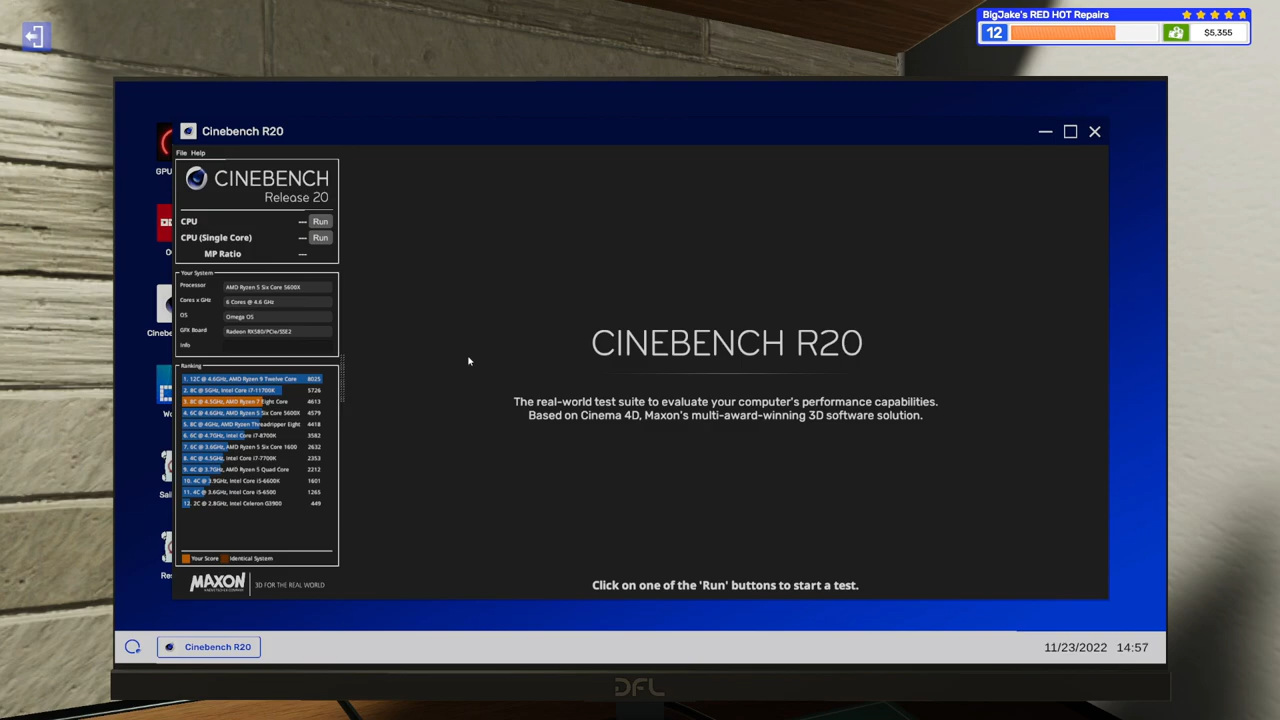 BigJake's RED HOT Repairs
12
$5,355
Cinebench R20
File Help
CINEBENCH
Release 20
CPU --- Run
CPU (Single Core) --- Run
MP Ratio ---
Your System
Processor AMD Ryzen 5 Six Core 5600X
Cores x GHz 6 Cores @ 4.6 GHz
OS Omega OS
GFX Board Radeon RX580/PCIe/SSE2
Info
Ranking
1. 12C @ 4.6GHz, AMD Ryzen 9 Twelve Core 8025
2. 8C @ 5GHz, Intel Core i7-11700K 5726
3. 8C @ 4.5GHz, AMD Ryzen 7 Eight Core 4613
4. 6C @ 4.6GHz, AMD Ryzen 5 Six Core 5600X 4579
5. 8C @ 4GHz, AMD Ryzen Threadripper Eight 4418
6. 6C @ 4.7GHz, Intel Core i7-8700K 3582
7. 6C @ 3.6GHz, AMD Ryzen 5 Six Core 1600 2632
8. 4C @ 4.5GHz, Intel Core i7-7700K 2353
9. 4C @ 3.7GHz, AMD Ryzen 5 Quad Core 2212
10. 4C @ 3.9GHz, Intel Core i5-6600K 1601
11. 4C @ 3.6GHz, Intel Core i5-6500 1265
12. 2C @ 2.8GHz, Intel Celeron G3900 449
Your Score Identical System
MAXON 3D FOR THE REAL WORLD
GPU
O
Cinebe
Wo
Sai
Re
CINEBENCH R20
The real-world test suite to evaluate your computer's performance capabilities.
Based on Cinema 4D, Maxon's multi-award-winning 3D software solution.
Click on one of the 'Run' buttons to start a test.
Cinebench R20
11/23/2022 14:57
DFL